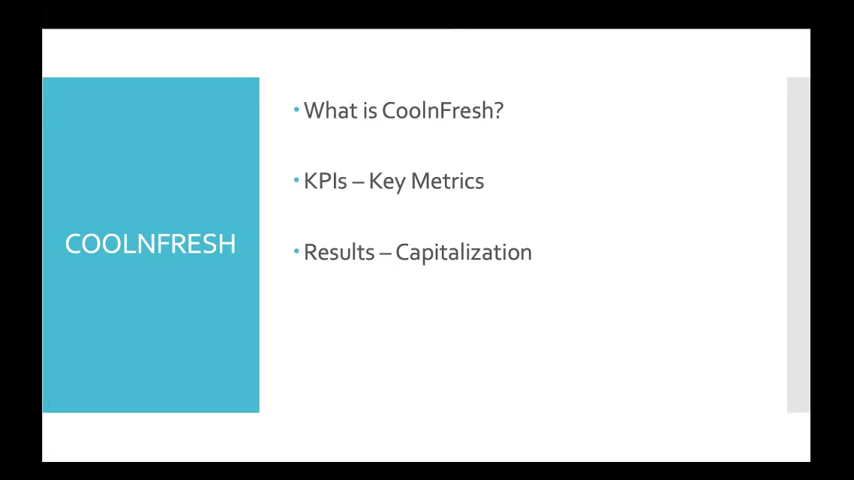 COOLNFRESH
• What is CoolnFresh?
• KPIs – Key Metrics
• Results – Capitalization